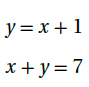 y = x + 1
x + y = 7